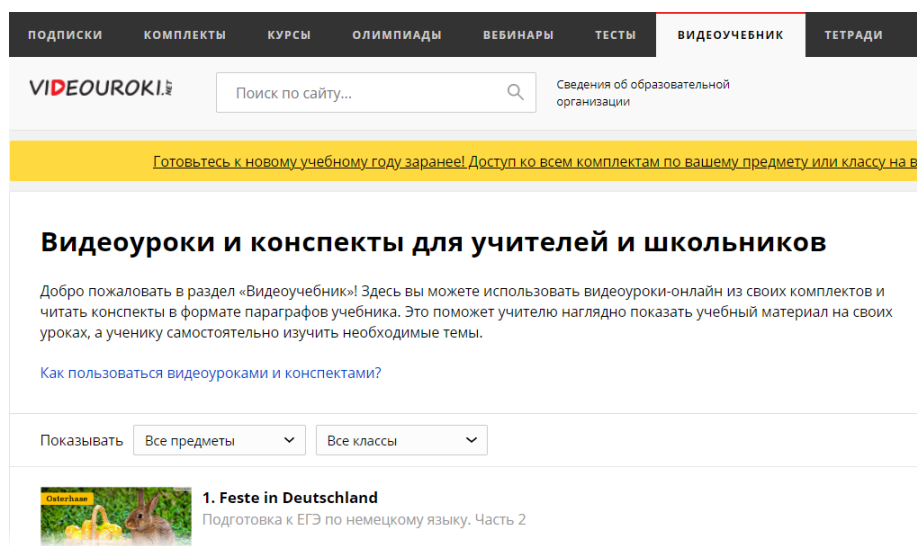 ПОДПИСКИ КОМПЛЕКТЫ КУРСЫ ОЛИМПИАДЫ ВЕБИНАРЫ ТЕСТЫ ВИДЕОУЧЕБНИК ТЕТРАДИ
VIDEOUROKI.NET
Поиск по сайту...
Сведения об образовательной
организации
Готовьтесь к новому учебному году заранее! Доступ ко всем комплектам по вашему предмету или классу на в
Видеоуроки и конспекты для учителей и школьников
Добро пожаловать в раздел «Видеоучебник»! Здесь вы можете использовать видеоуроки-онлайн из своих комплектов и
читать конспекты в формате параграфов учебника. Это поможет учителю наглядно показать учебный материал на своих
уроках, а ученику самостоятельно изучить необходимые темы.
Как пользоваться видеоуроками и конспектами?
Показывать Все предметы Все классы
Osterhase
1. Feste in Deutschland
Подготовка к ЕГЭ по немецкому языку. Часть 2